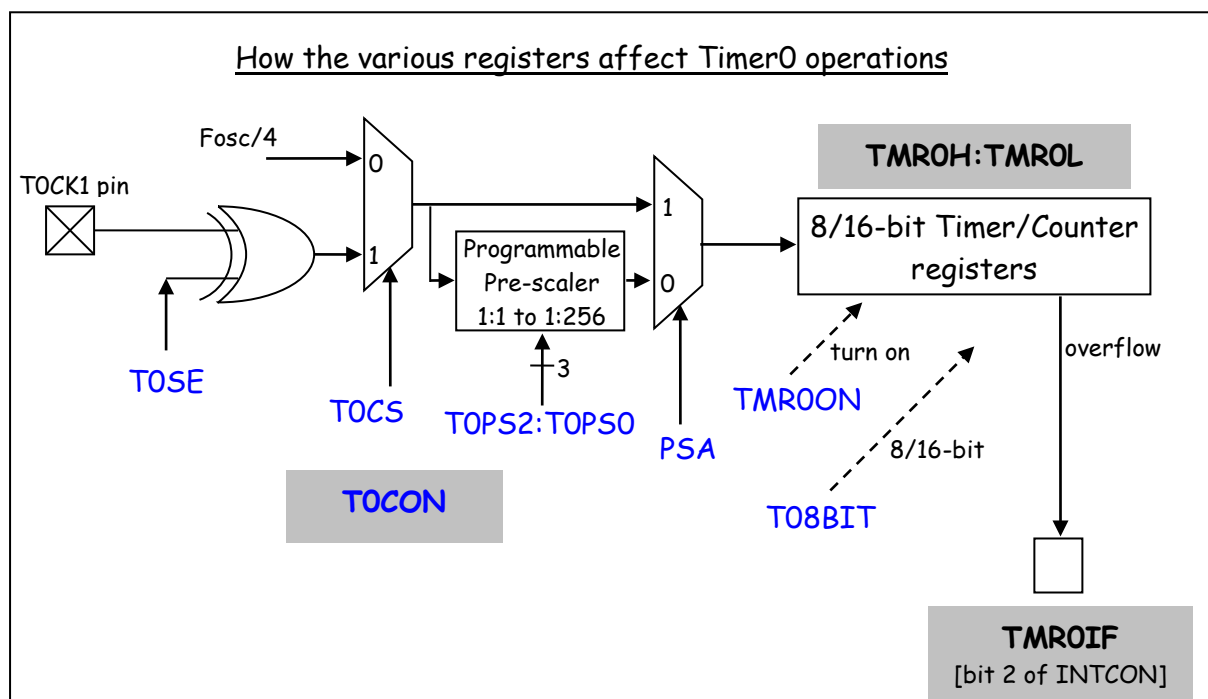 How the various registers affect Timer0 operations
Fosc/4
T0CK1 pin
0
1
Programmable
Pre-scaler
1:1 to 1:256
1
0
TMR0H:TMR0L
8/16-bit Timer/Counter
registers
T0SE
T0CS
3
T0PS2:T0PS0
PSA
turn on
TMR0ON
8/16-bit
T08BIT
overflow
T0CON
TMR0IF
[bit 2 of INTCON]